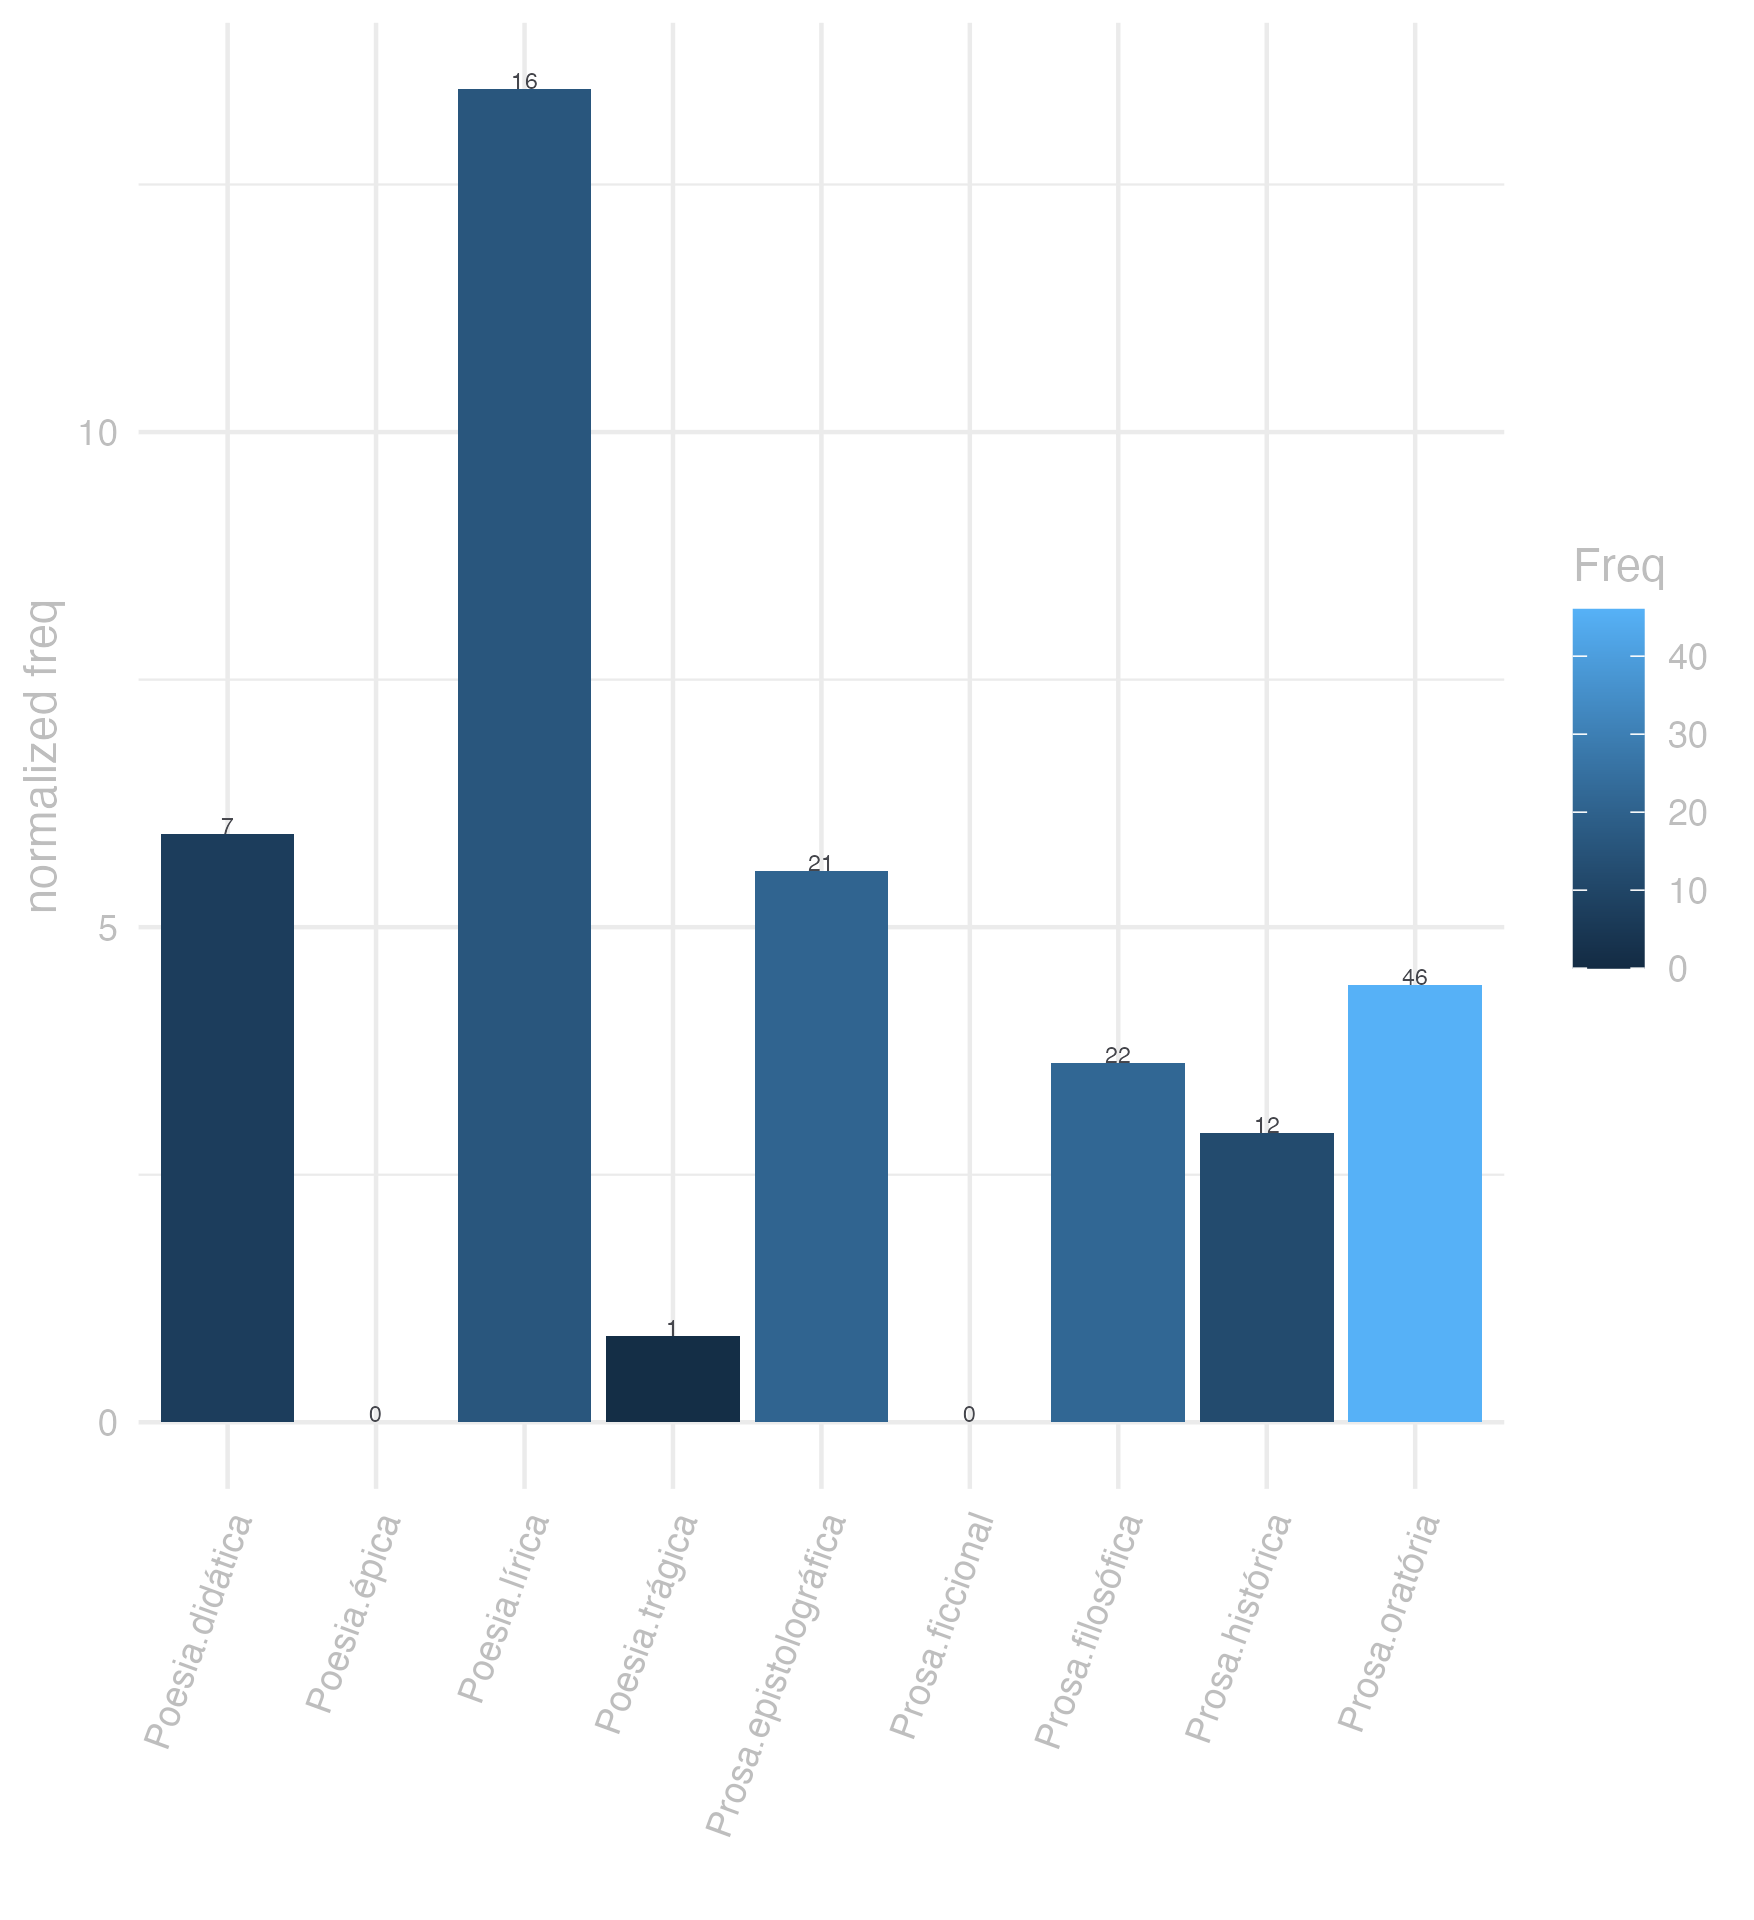 normalized freq
10
5
0
7
0
16
1
21
0
22
12
46
Poesia.didática
Poesia.épica
Poesia.lírica
Poesia.trágica
Prosa.epistolográfica
Prosa.ficcional
Prosa.filosófica
Prosa.histórica
Prosa.oratória
Freq
40
30
20
10
0